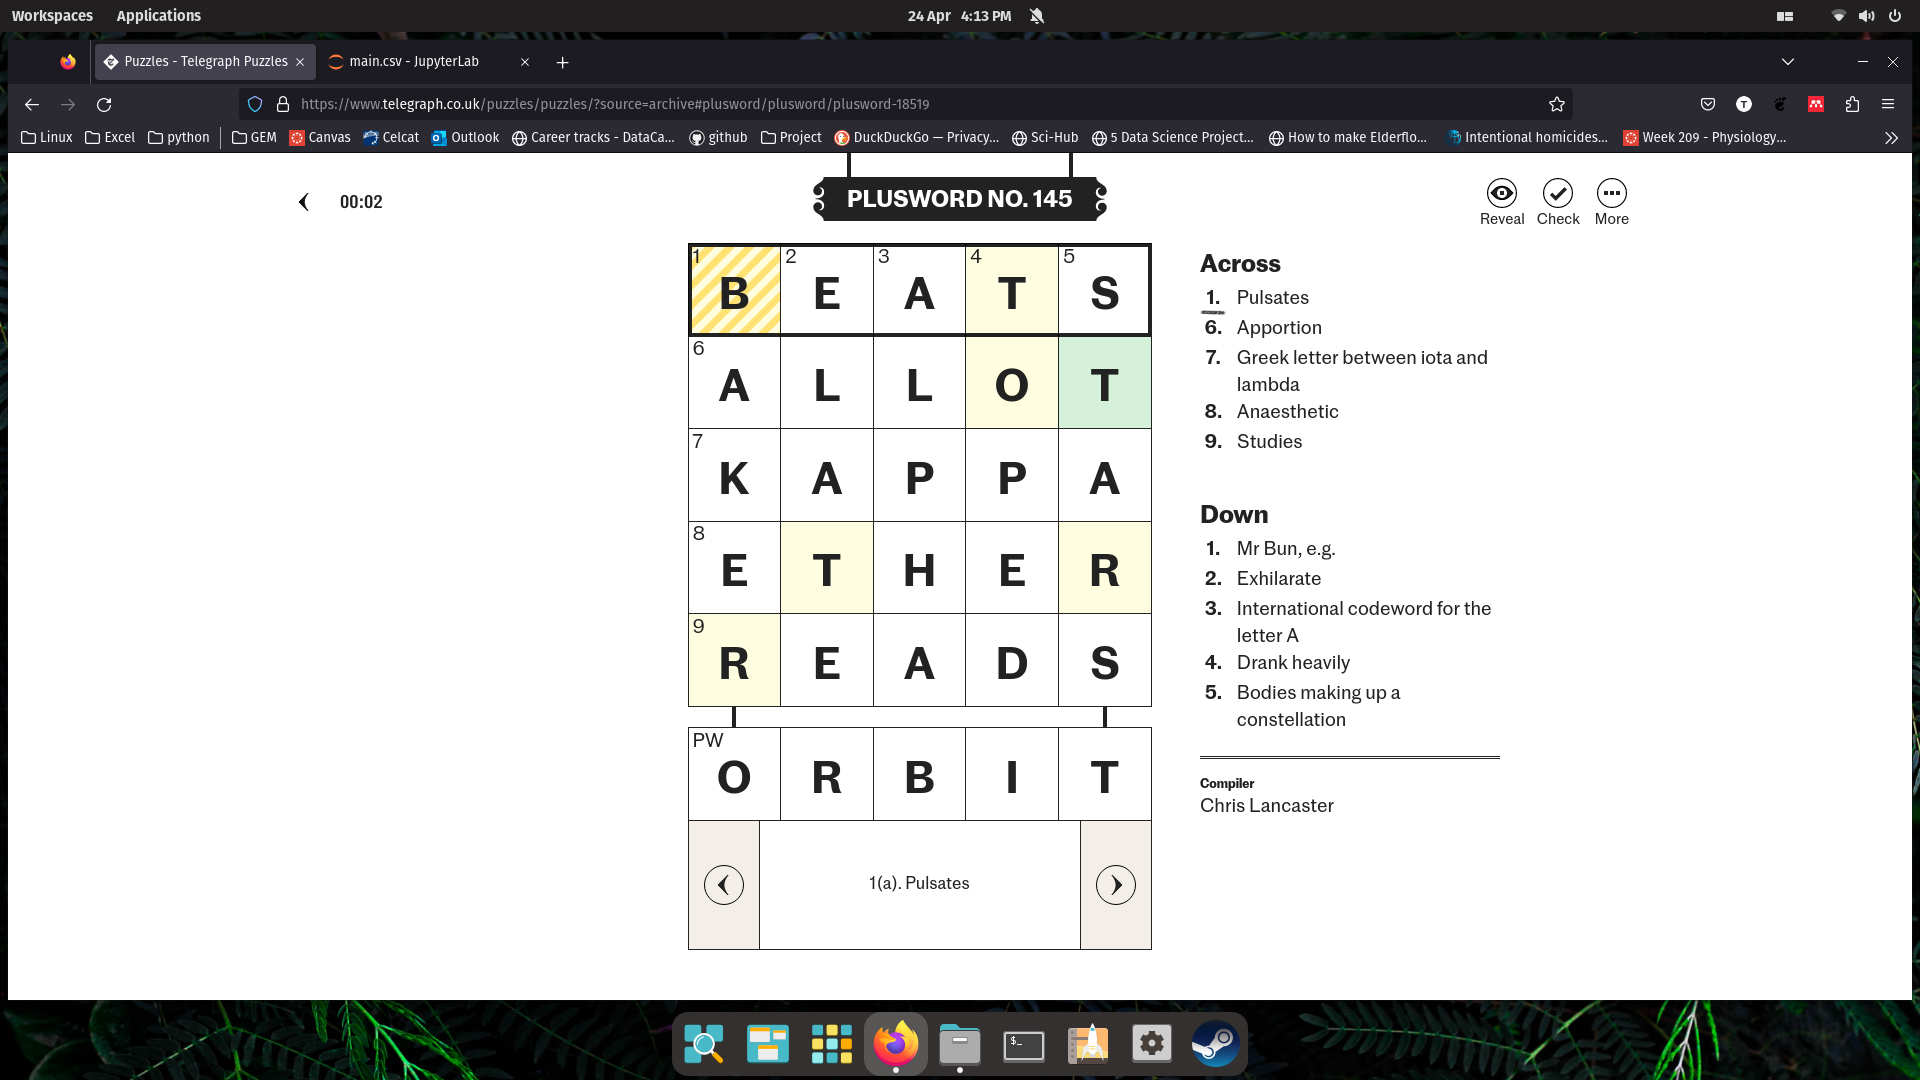 Workspaces Applications 24 Apr 4:13 PM
Puzzles - Telegraph Puzzles main.csv - JupyterLab
https://www.telegraph.co.uk/puzzles/puzzles/?source=archive#plusword/plusword/plusword-18519
Linux Excel python GEM Canvas Celcat Outlook Career tracks - DataCa... github Project DuckDuckGo — Privacy... Sci-Hub 5 Data Science Project... How to make Elderflo... Intentional homicides... Week 209 - Physiology...
00:02
PLUSWORD NO. 145
Reveal Check More
1 B 2 E 3 A 4 T 5 S
6 A L L O T
7 K A P P A
8 E T H E R
9 R E A D S
PW O R B I T
1(a). Pulsates
Across
1. Pulsates
6. Apportion
7. Greek letter between iota and
lambda
8. Anaesthetic
9. Studies
Down
1. Mr Bun, e.g.
2. Exhilarate
3. International codeword for the
letter A
4. Drank heavily
5. Bodies making up a
constellation
Compiler
Chris Lancaster
$_